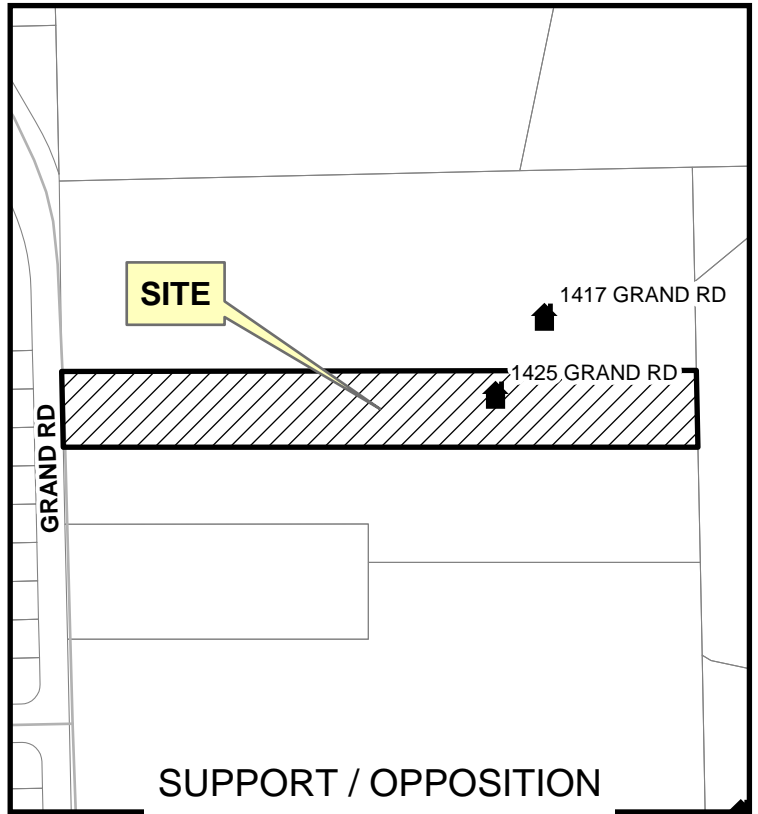 SITE
1417 GRAND RD
1425 GRAND RD
GRAND RD
SUPPORT / OPPOSITION